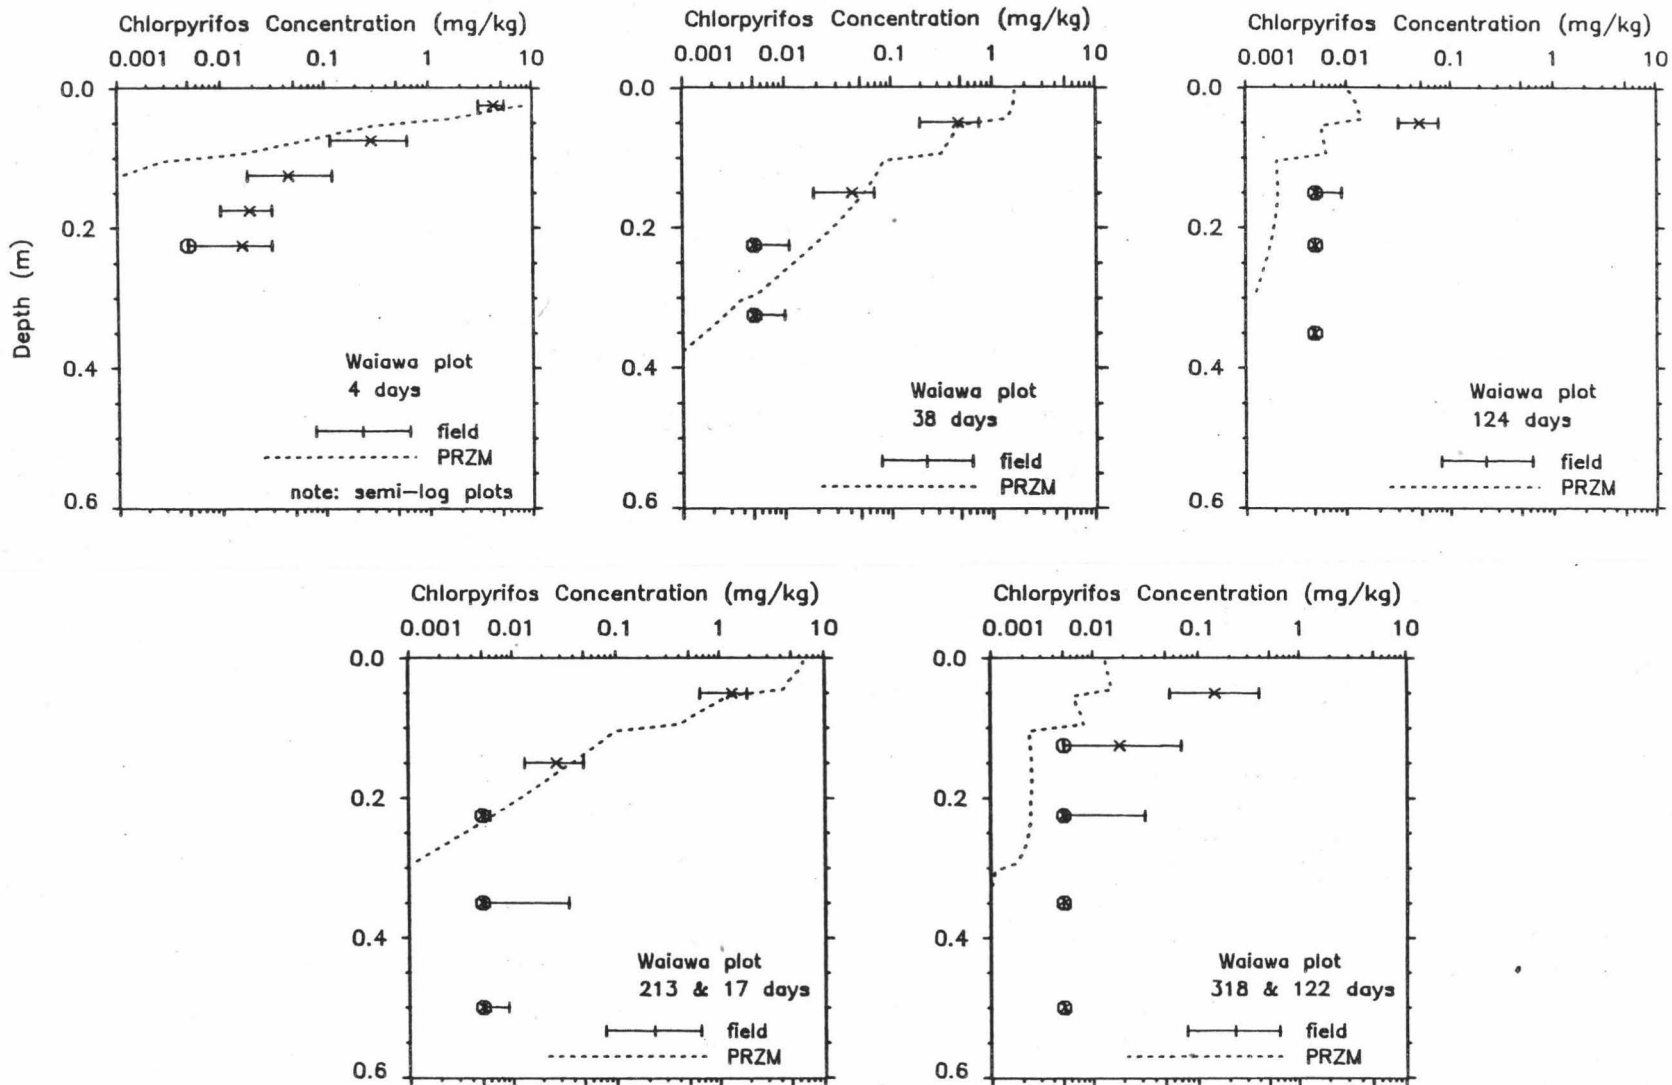 Chlorpyrifos Concentration (mg/kg)
0.001 0.01 0.1 1 10
0.0
0.2
0.4
0.6
Depth (m)
Waiawa plot
4 days
field
PRZM
note: semi-log plots
Chlorpyrifos Concentration (mg/kg)
0.001 0.01 0.1 1 10
0.0
0.2
0.4
0.6
Waiawa plot
38 days
field
PRZM
Chlorpyrifos Concentration (mg/kg)
0.001 0.01 0.1 1 10
0.0
0.2
0.4
0.6
Waiawa plot
124 days
field
PRZM
Chlorpyrifos Concentration (mg/kg)
0.001 0.01 0.1 1 10
0.0
0.2
0.4
0.6
Waiawa plot
213 & 17 days
field
PRZM
Chlorpyrifos Concentration (mg/kg)
0.001 0.01 0.1 1 10
0.0
0.2
0.4
0.6
Waiawa plot
318 & 122 days
field
PRZM